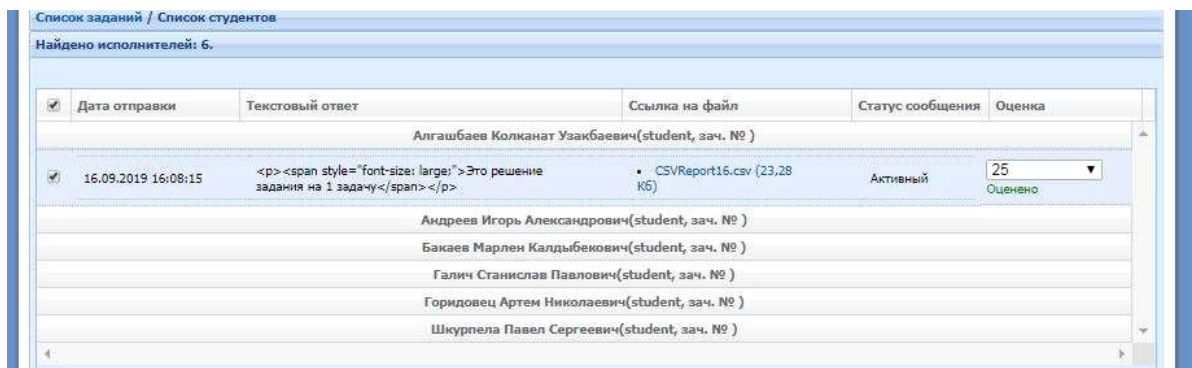 Список заданий / Список студентов
Найдено исполнителей: 6.
Дата отправки Текстовый ответ Ссылка на файл Статус сообщения Оценка
Алгашбаев Колканат Узакбаевич(student, зач. № )
16.09.2019 16:08:15 <p><span style="font-size: large;">Это решение задания на 1 задачу</span></p> CSVReport16.csv (23,28 Кб) Активный 25
Оценено
Андреев Игорь Александрович(student, зач. № )
Бакаев Марлен Калдыбекович(student, зач. № )
Галич Станислав Павлович(student, зач. № )
Горидовец Артем Николаевич(student, зач. № )
Шкурпела Павел Сергеевич(student, зач. № )